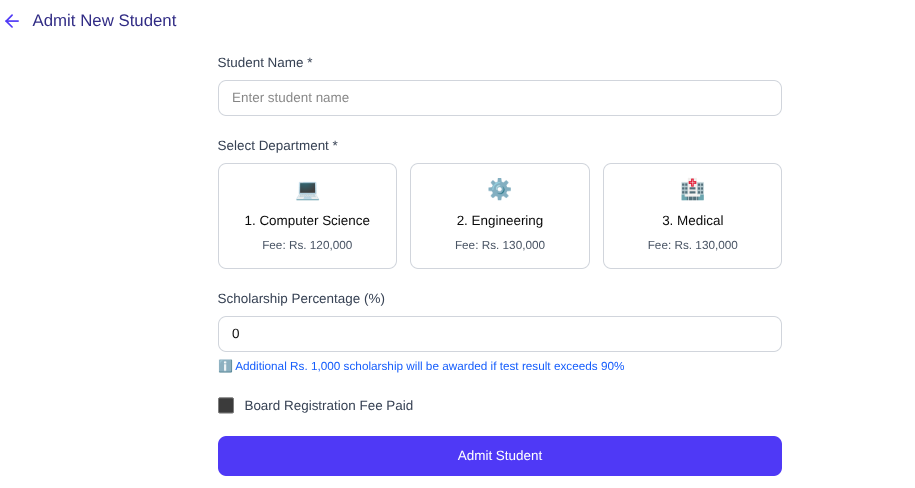 Admit New Student
Student Name *
Enter student name
Select Department *
1. Computer Science
Fee: Rs. 120,000
2. Engineering
Fee: Rs. 130,000
3. Medical
Fee: Rs. 130,000
Scholarship Percentage (%)
0
ℹ️ Additional Rs. 1,000 scholarship will be awarded if test result exceeds 90%
Board Registration Fee Paid
Admit Student